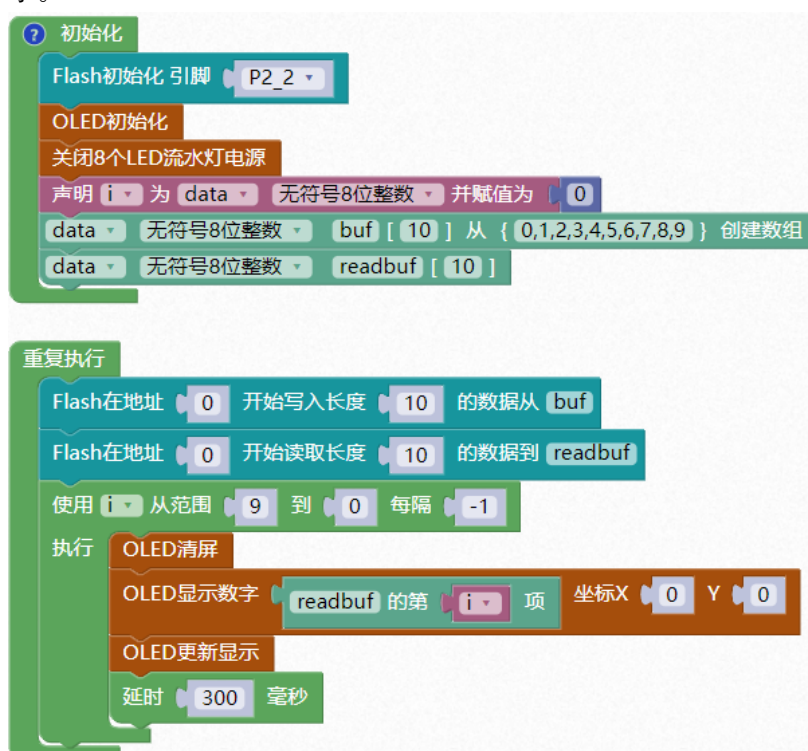 ? 初始化
Flash初始化 引脚 P2_2
OLED初始化
关闭8个LED流水灯电源
声明 i 为 data 无符号8位整数 并赋值为 0
data 无符号8位整数 buf [ 10 ] 从 { 0,1,2,3,4,5,6,7,8,9 } 创建数组
data 无符号8位整数 readbuf [ 10 ]
重复执行
Flash在地址 0 开始写入长度 10 的数据从 buf
Flash在地址 0 开始读取长度 10 的数据到 readbuf
使用 i 从范围 9 到 0 每隔 -1
执行 OLED清屏
OLED显示数字 readbuf 的第 i 项 坐标X 0 Y 0
OLED更新显示
延时 300 毫秒